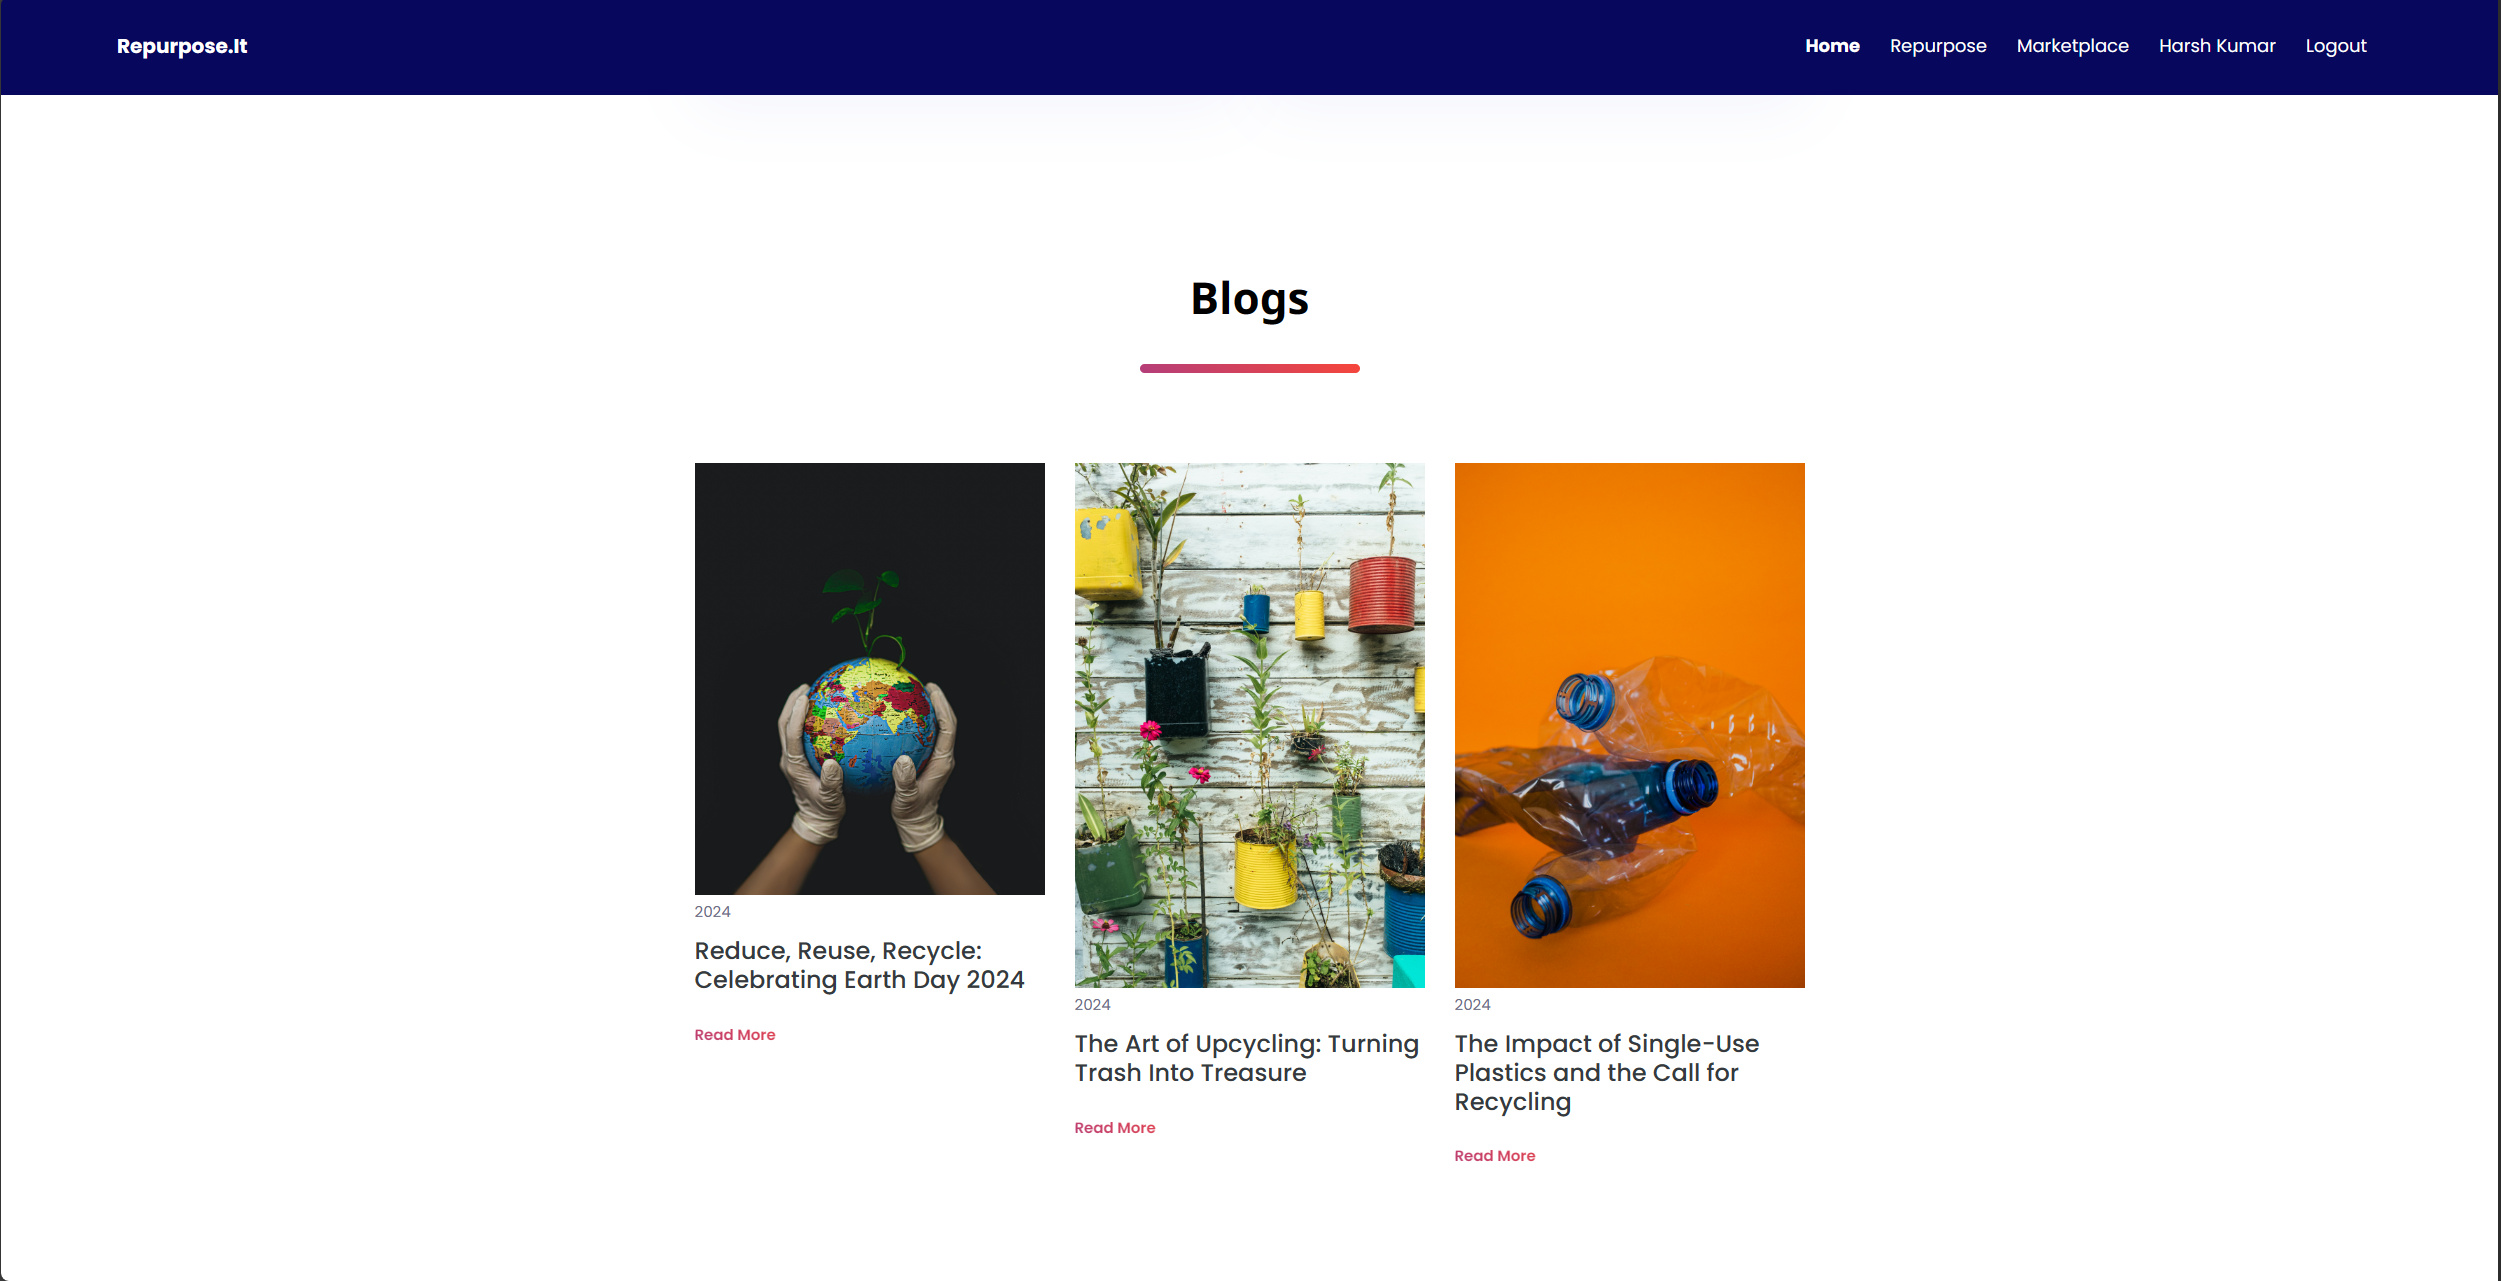 Repurpose.It
Home Repurpose Marketplace Harsh Kumar Logout
Blogs
2024
Reduce, Reuse, Recycle:
Celebrating Earth Day 2024
Read More
2024
The Art of Upcycling: Turning
Trash Into Treasure
Read More
2024
The Impact of Single-Use
Plastics and the Call for
Recycling
Read More